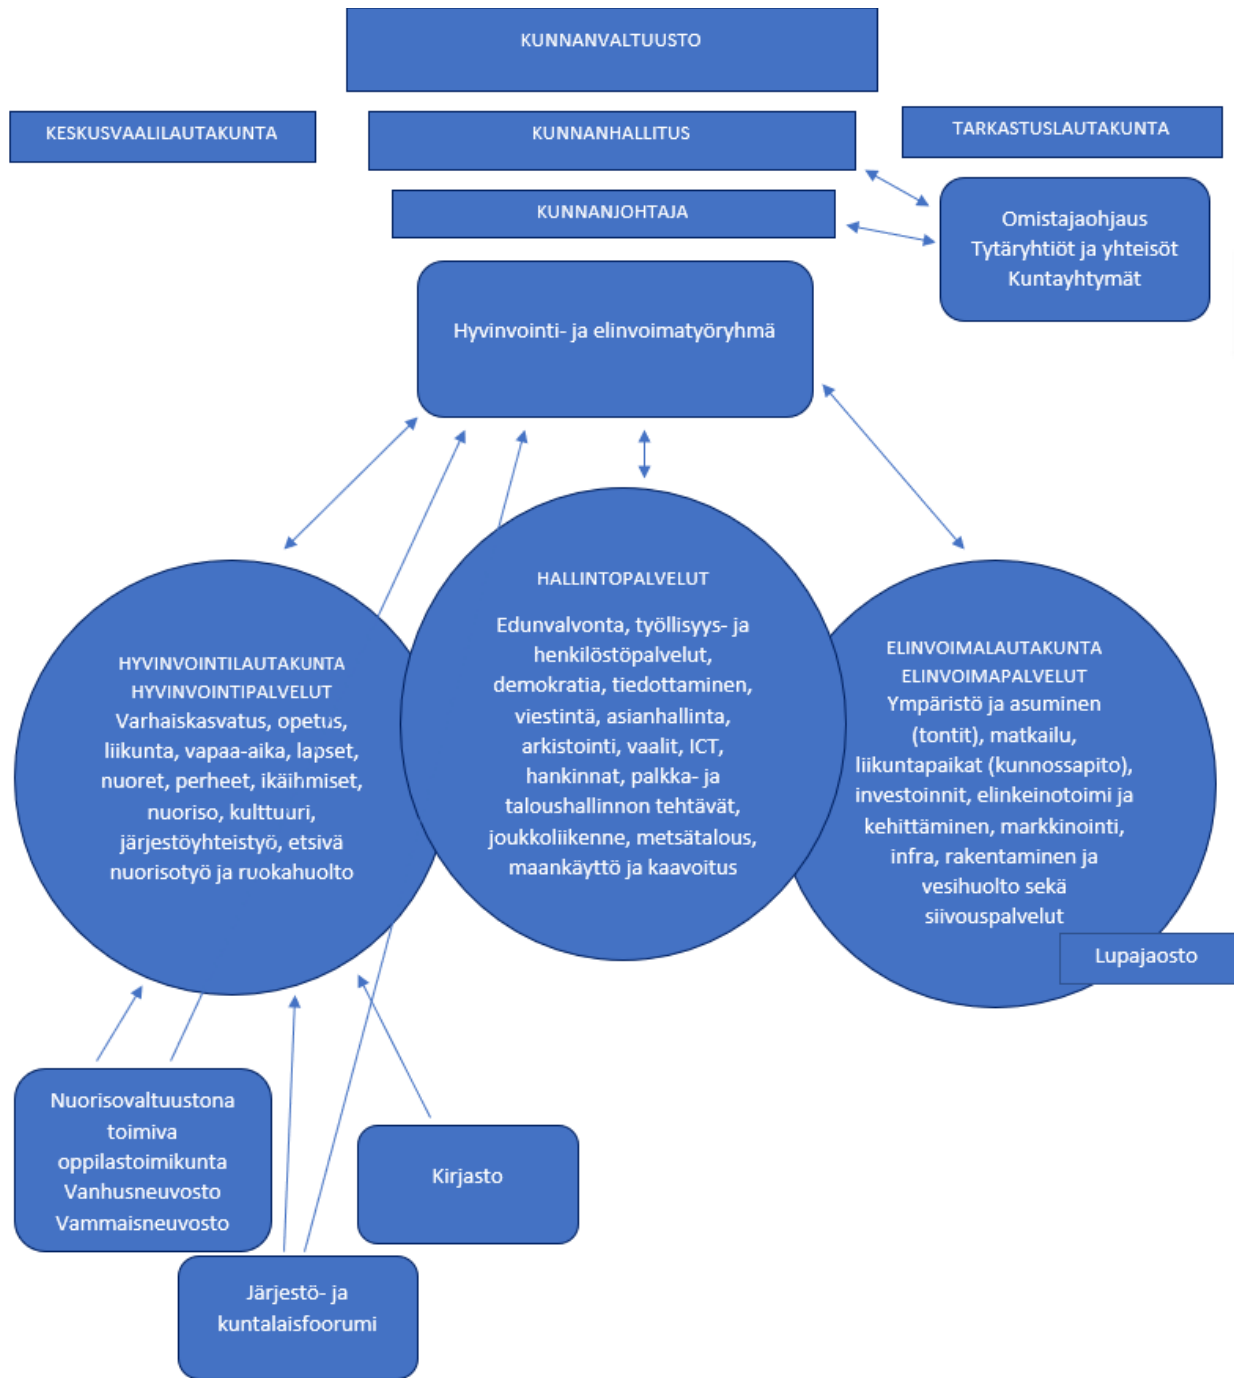 KUNNANVALTUUSTO
KESKUSVAALILAUTAKUNTA
KUNNANHALLITUS
TARKASTUSLAUTAKUNTA
KUNNANJOHTAJA
Omistajaohjaus
Tytäryhtiöt ja yhteisöt
Kuntayhtymät
Hyvinvointi- ja elinvoimatyöryhmä
HYVINVOINTILAUTAKUNTA
HYVINVOINTIPALVELUT
Varhaiskasvatus, opetus,
liikunta, vapaa-aika, lapset,
nuoret, perheet, ikäihmiset,
nuoriso, kulttuuri,
järjestöyhteistyö, etsivä
nuorisotyö ja ruokahuolto
HALLINTOPALVELUT
Edunvalvonta, työllisyys- ja
henkilöstöpalvelut,
demokratia, tiedottaminen,
viestintä, asianhallinta,
arkistointi, vaalit, ICT,
hankinnat, palkka- ja
taloushallinnon tehtävät,
joukkoliikenne, metsätalous,
maankäyttö ja kaavoitus
ELINVOIMALAUTAKUNTA
ELINVOIMAPALVELUT
Ympäristö ja asuminen
(tontit), matkailu,
liikuntapaikat (kunnossapito),
investoinnit, elinkeinotoimi ja
kehittäminen, markkinointi,
infra, rakentaminen ja
vesihuolto sekä
siivouspalvelut
Lupajaosto
Nuorisovaltuustona
toimiva
oppilastoimikunta
Vanhusneuvosto
Vammaisneuvosto
Kirjasto
Järjestö- ja
kuntalaisfoorumi